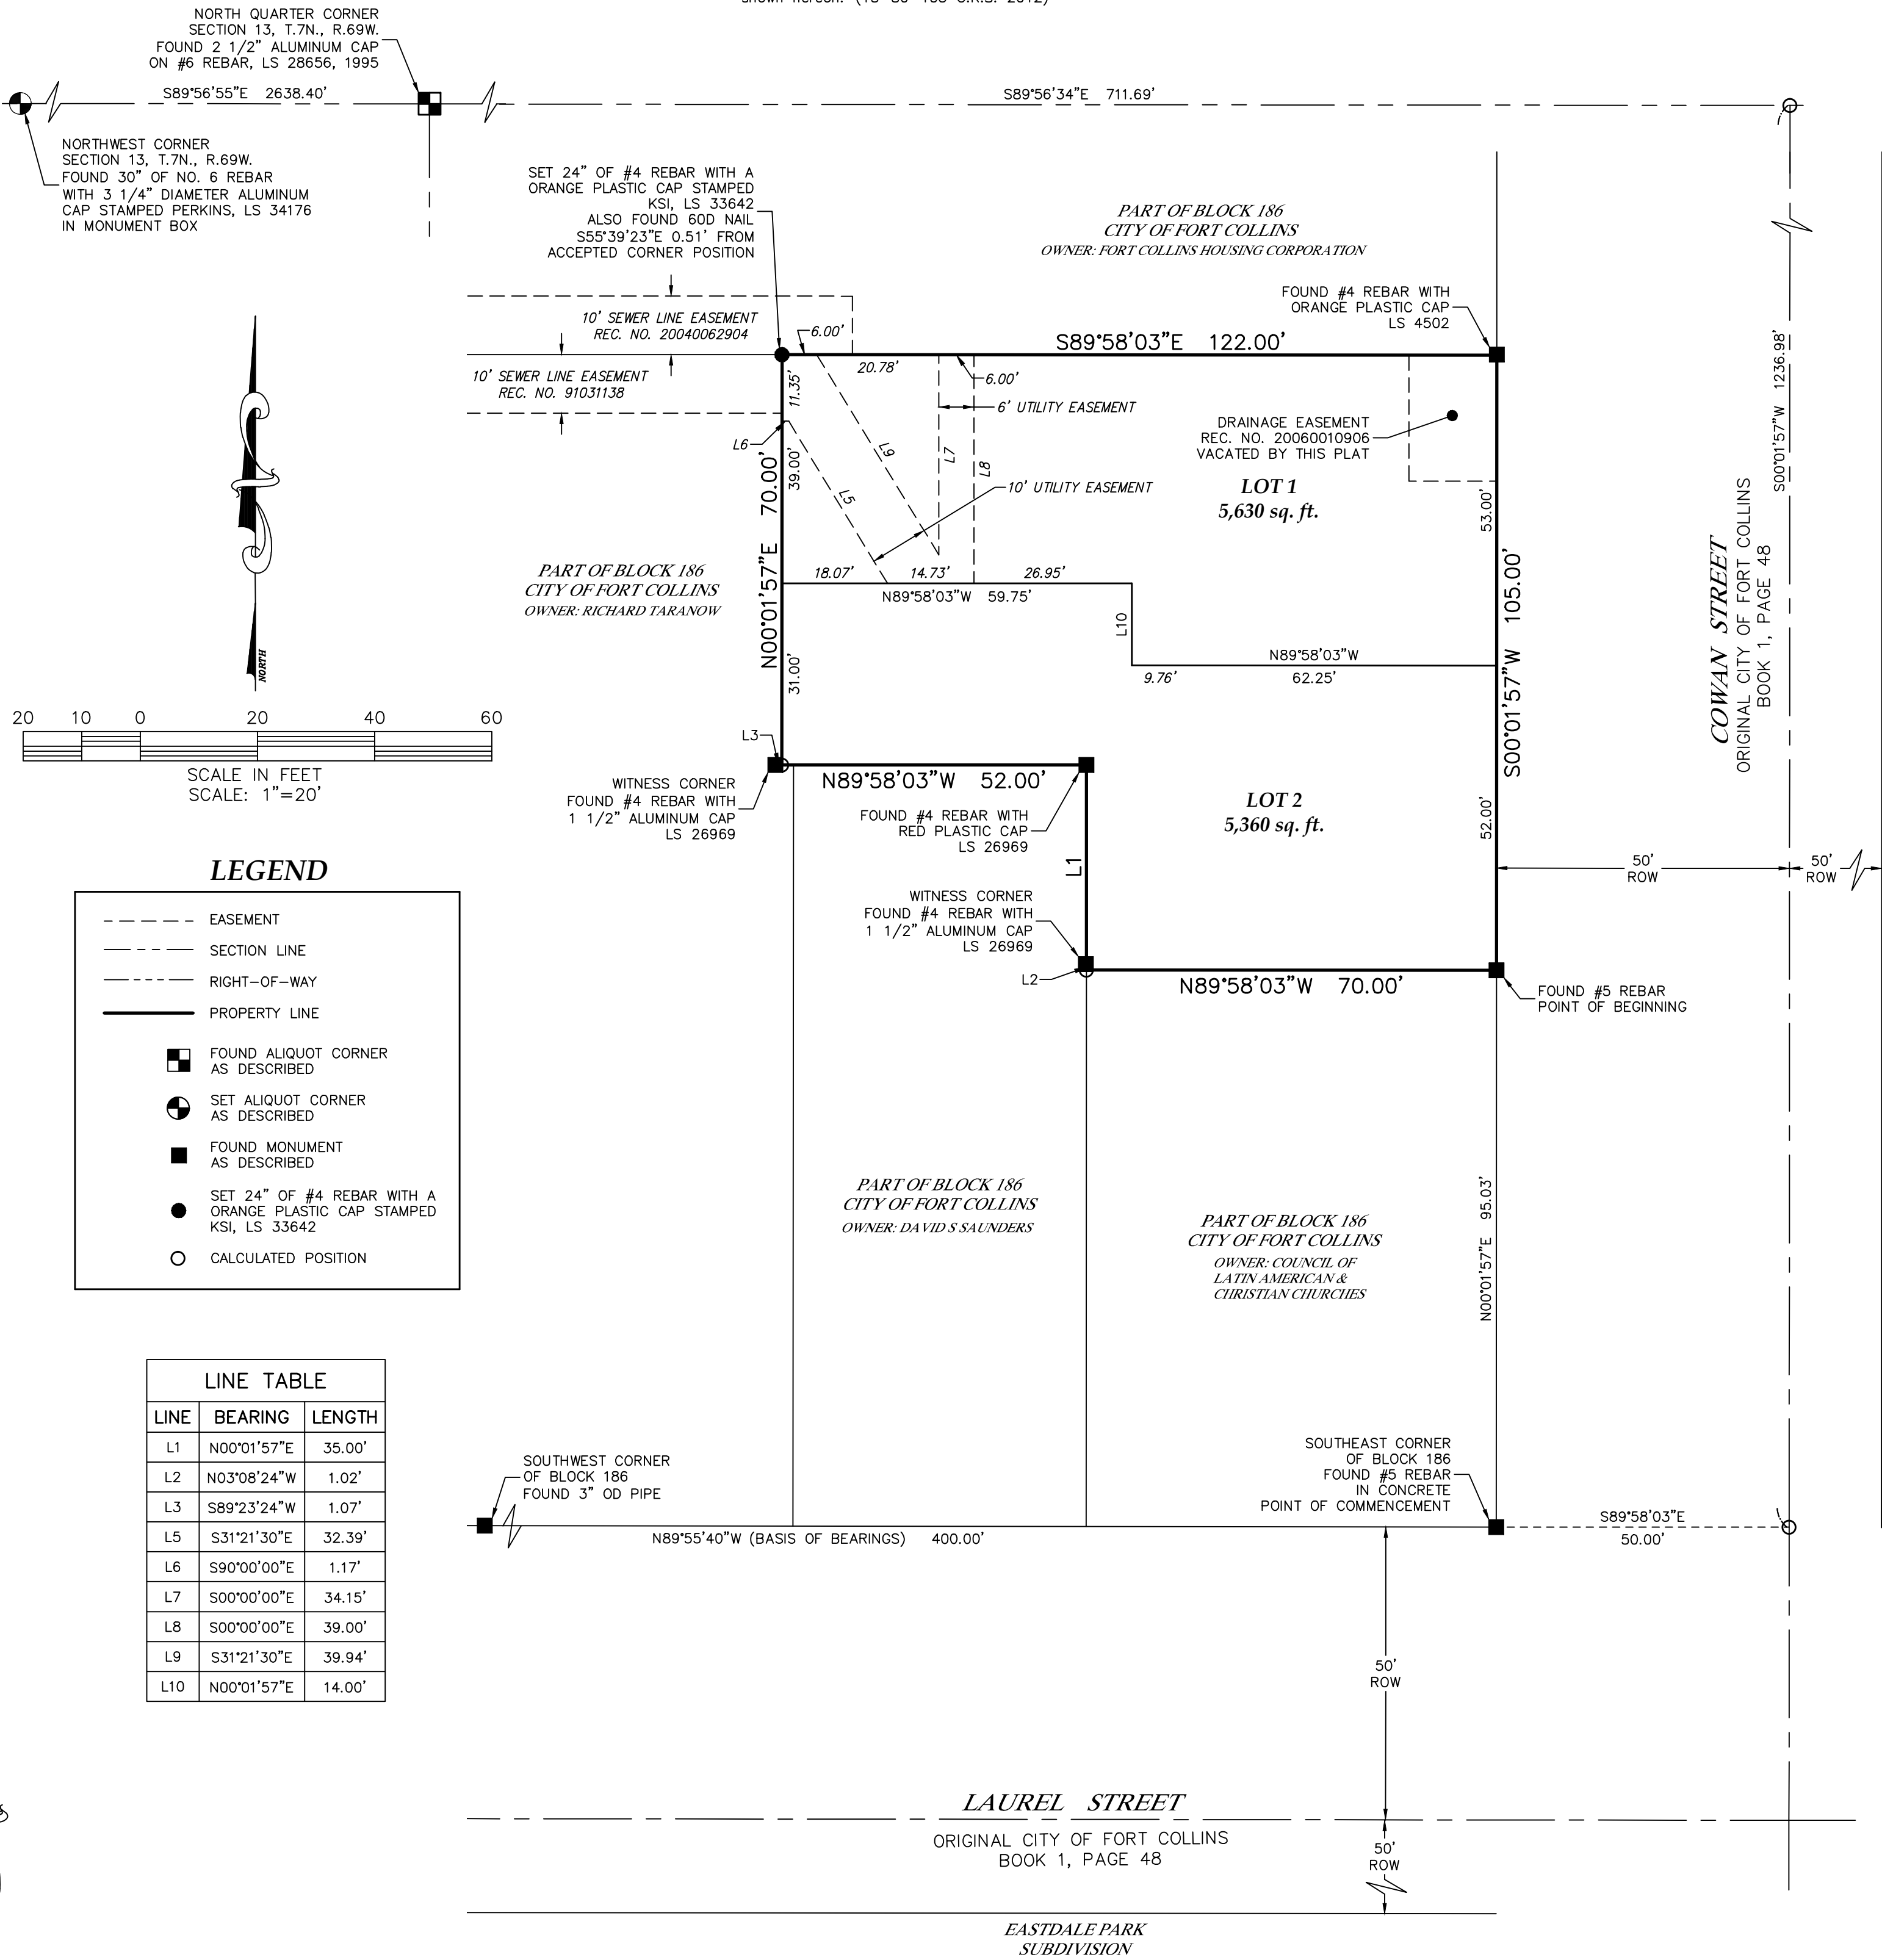 NORTH QUARTER CORNER
SECTION 13, T.7N., R.69W.
FOUND 2 1/2" ALUMINUM CAP
ON #6 REBAR, LS 28656, 1995
S89°56'55"E 2638.40'
S89°56'34"E 711.69'
NORTHWEST CORNER
SECTION 13, T.7N., R.69W.
FOUND 30" OF NO. 6 REBAR
WITH 3 1/4" DIAMETER ALUMINUM
CAP STAMPED PERKINS, LS 34176
IN MONUMENT BOX
SET 24" OF #4 REBAR WITH A
ORANGE PLASTIC CAP STAMPED
KSI, LS 33642
ALSO FOUND 60D NAIL
S55°39'23"E 0.51' FROM
ACCEPTED CORNER POSITION
PART OF BLOCK 186
CITY OF FORT COLLINS
OWNER: FORT COLLINS HOUSING CORPORATION
FOUND #4 REBAR WITH
ORANGE PLASTIC CAP
LS 4502
10' SEWER LINE EASEMENT
REC. NO. 20040062904
6.00'
S89°58'03"E 122.00'
10' SEWER LINE EASEMENT
REC. NO. 91031138
20.78'
6.00'
11.35'
6' UTILITY EASEMENT
DRAINAGE EASEMENT
REC. NO. 20060010906
VACATED BY THIS PLAT
L6
L9
L7
L8
L5
39.00'
N00°01'57"E 70.00'
10' UTILITY EASEMENT
LOT 1
5,630 sq. ft.
53.00'
S00°01'57"W 105.00'
S00°01'57"W 1236.98'
COWAN STREET
ORIGINAL CITY OF FORT COLLINS
BOOK 1, PAGE 48
PART OF BLOCK 186
CITY OF FORT COLLINS
OWNER: RICHARD TARANOW
18.07'
14.73'
26.95'
N89°58'03"W 59.75'
L10
N89°58'03"W
9.76'
62.25'
31.00'
NORTH
20 10 0 20 40 60
SCALE IN FEET
SCALE: 1"=20'
L3
WITNESS CORNER
FOUND #4 REBAR WITH
1 1/2" ALUMINUM CAP
LS 26969
N89°58'03"W 52.00'
FOUND #4 REBAR WITH
RED PLASTIC CAP
LS 26969
L1
LOT 2
5,360 sq. ft.
52.00'
50'
ROW
50'
ROW
WITNESS CORNER
FOUND #4 REBAR WITH
1 1/2" ALUMINUM CAP
LS 26969
L2
N89°58'03"W 70.00'
FOUND #5 REBAR
POINT OF BEGINNING
LEGEND
EASEMENT
SECTION LINE
RIGHT-OF-WAY
PROPERTY LINE
FOUND ALIQUOT CORNER
AS DESCRIBED
SET ALIQUOT CORNER
AS DESCRIBED
FOUND MONUMENT
AS DESCRIBED
SET 24" OF #4 REBAR WITH A
ORANGE PLASTIC CAP STAMPED
KSI, LS 33642
CALCULATED POSITION
PART OF BLOCK 186
CITY OF FORT COLLINS
OWNER: DAVID S SAUNDERS
PART OF BLOCK 186
CITY OF FORT COLLINS
OWNER: COUNCIL OF
LATIN AMERICAN &
CHRISTIAN CHURCHES
N00°01'57"E 95.03'
LINE TABLE
LINE BEARING LENGTH
L1 N00°01'57"E 35.00'
L2 N03°08'24"W 1.02'
L3 S89°23'24"W 1.07'
L5 S31°21'30"E 32.39'
L6 S90°00'00"E 1.17'
L7 S00°00'00"E 34.15'
L8 S00°00'00"E 39.00'
L9 S31°21'30"E 39.94'
L10 N00°01'57"E 14.00'
SOUTHWEST CORNER
OF BLOCK 186
FOUND 3" OD PIPE
SOUTHEAST CORNER
OF BLOCK 186
FOUND #5 REBAR
IN CONCRETE
POINT OF COMMENCEMENT
N89°55'40"W (BASIS OF BEARINGS) 400.00'
S89°58'03"E
50.00'
50'
ROW
LAUREL STREET
ORIGINAL CITY OF FORT COLLINS
BOOK 1, PAGE 48
50'
ROW
EASTDALE PARK
SUBDIVISION